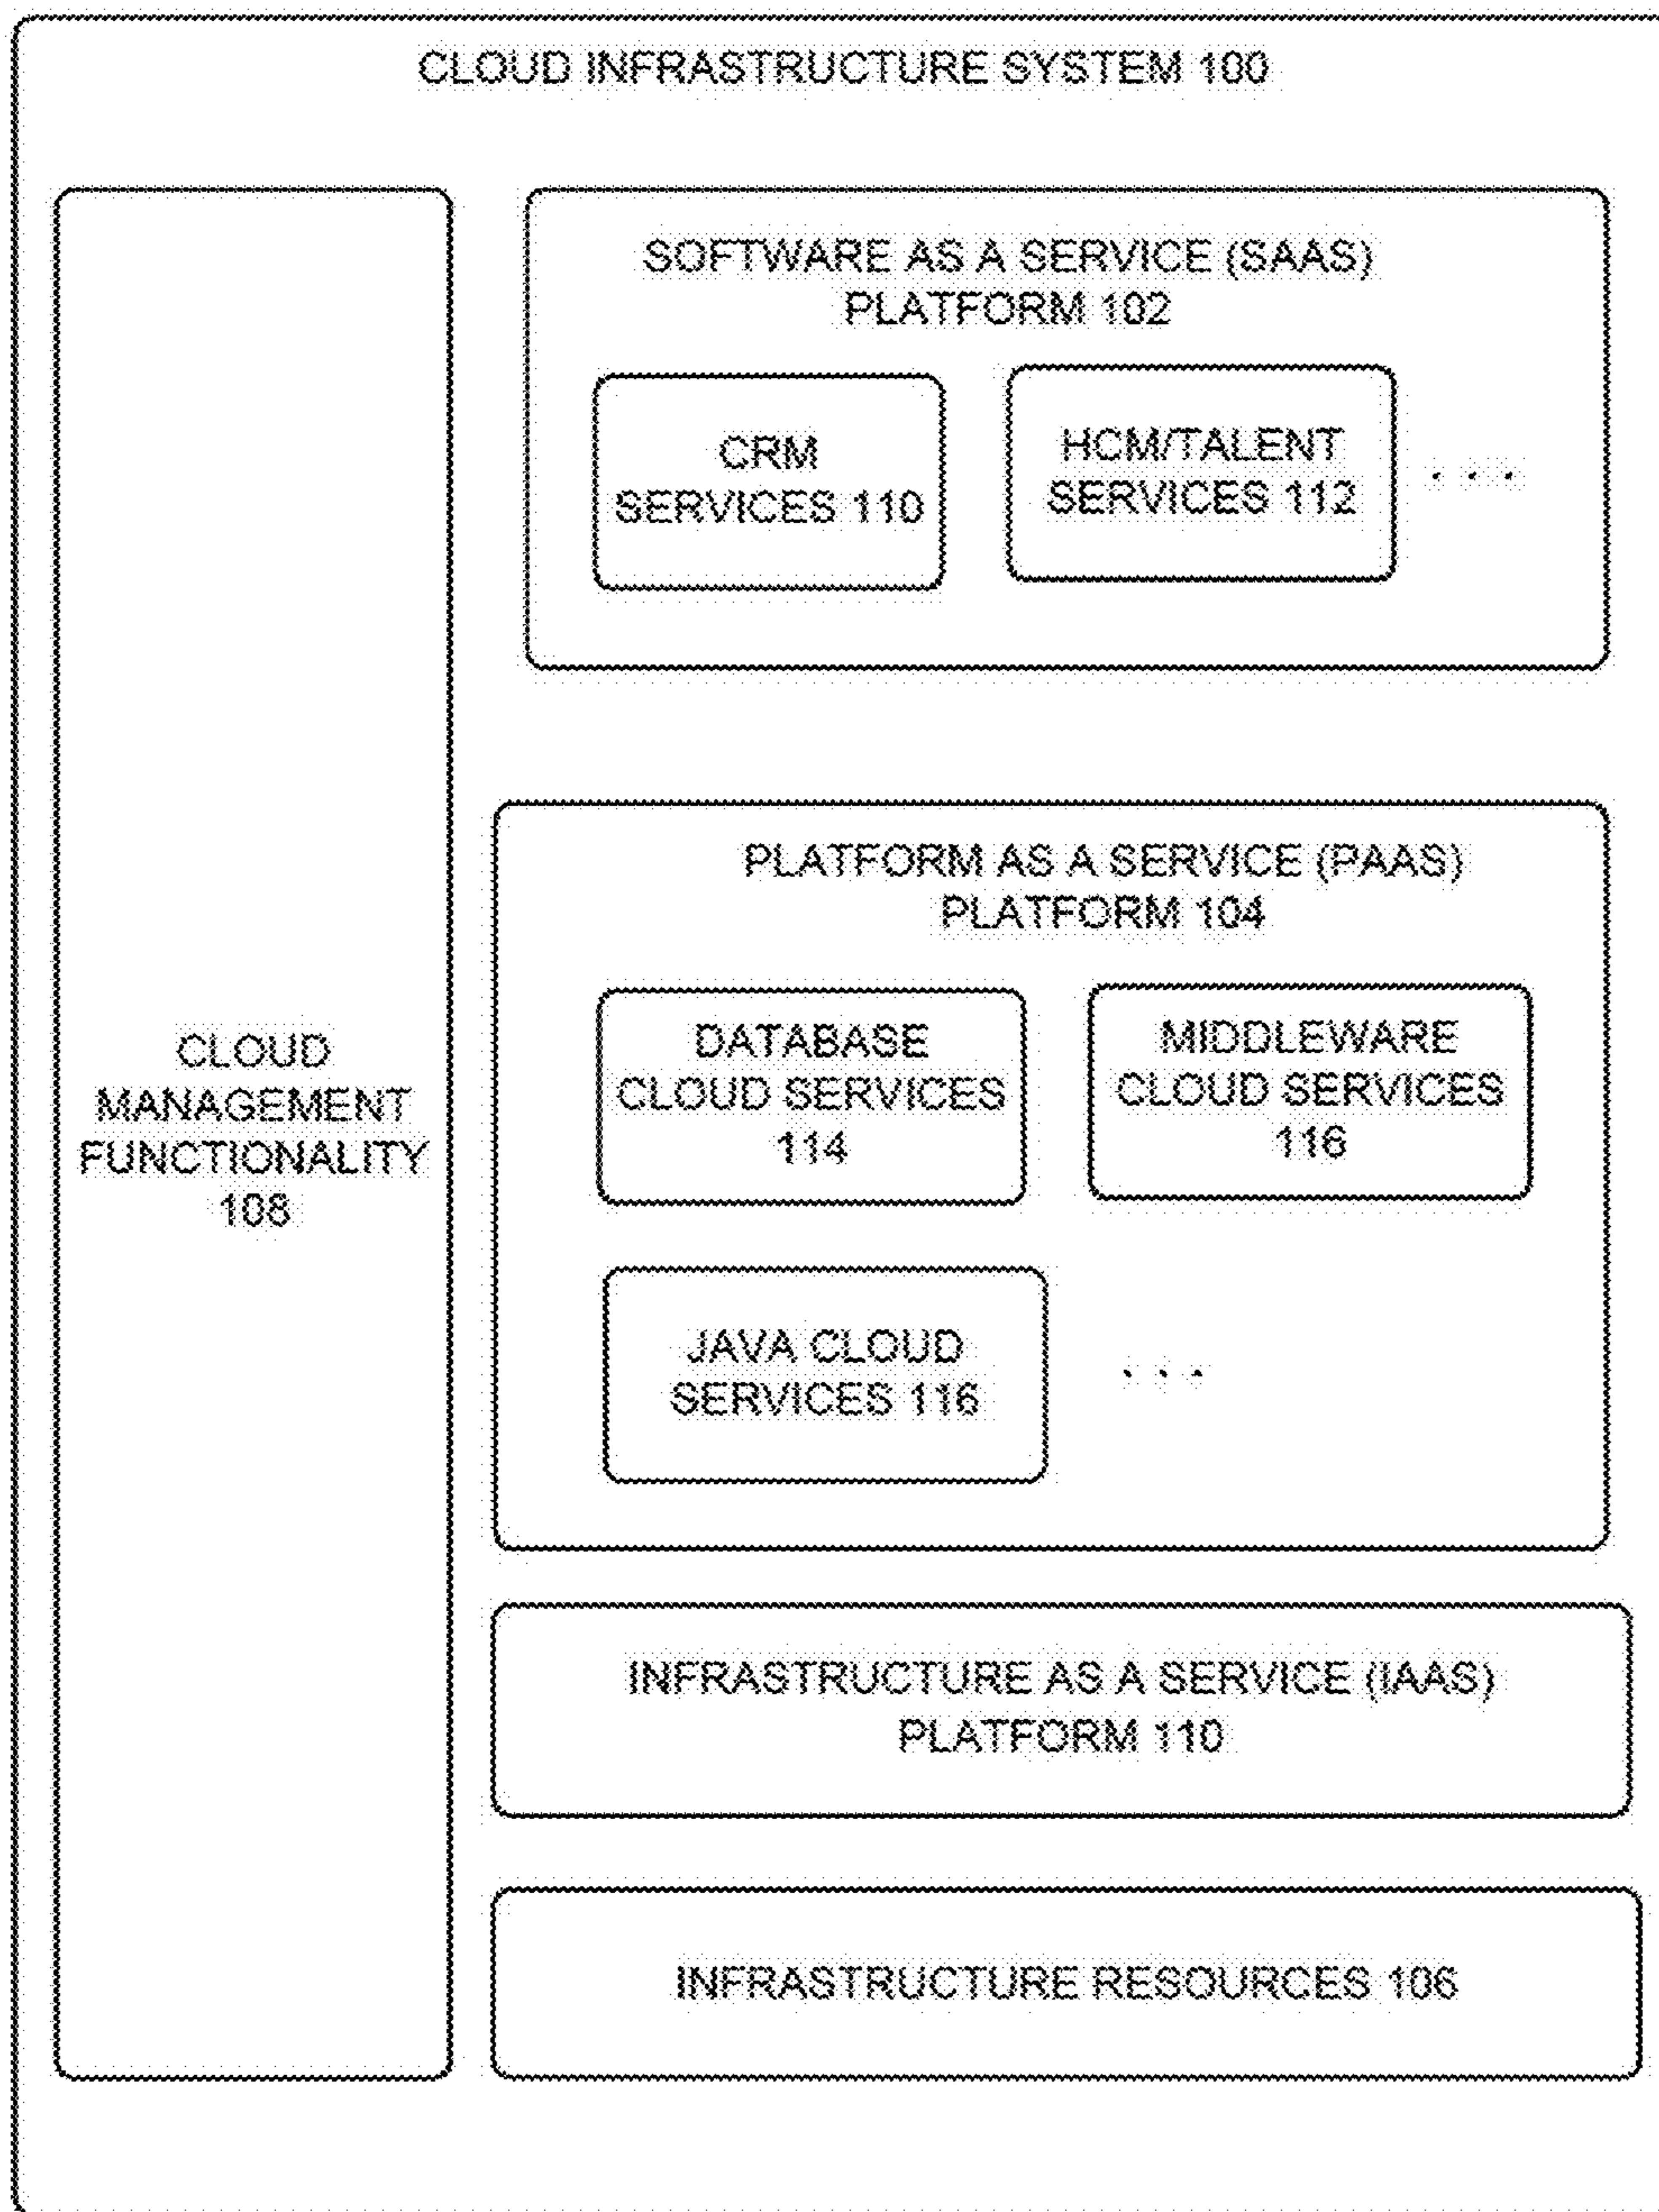 CLOUD INFRASTRUCTURE SYSTEM 100
SOFTWARE AS A SERVICE (SAAS)
PLATFORM 102
CRM
SERVICES 110
HCM/TALENT
SERVICES 112
. . .
CLOUD
MANAGEMENT
FUNCTIONALITY
108
PLATFORM AS A SERVICE (PAAS)
PLATFORM 104
DATABASE
CLOUD SERVICES
114
MIDDLEWARE
CLOUD SERVICES
116
JAVA CLOUD
SERVICES 116
. . .
INFRASTRUCTURE AS A SERVICE (IAAS)
PLATFORM 110
INFRASTRUCTURE RESOURCES 106